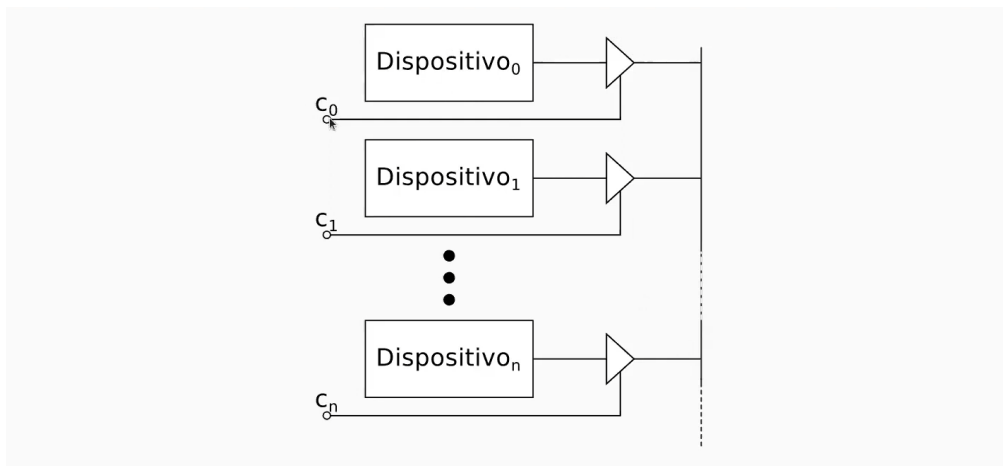 Dispositivo₀
c₀
Dispositivo₁
c₁
Dispositivoₙ
cₙ